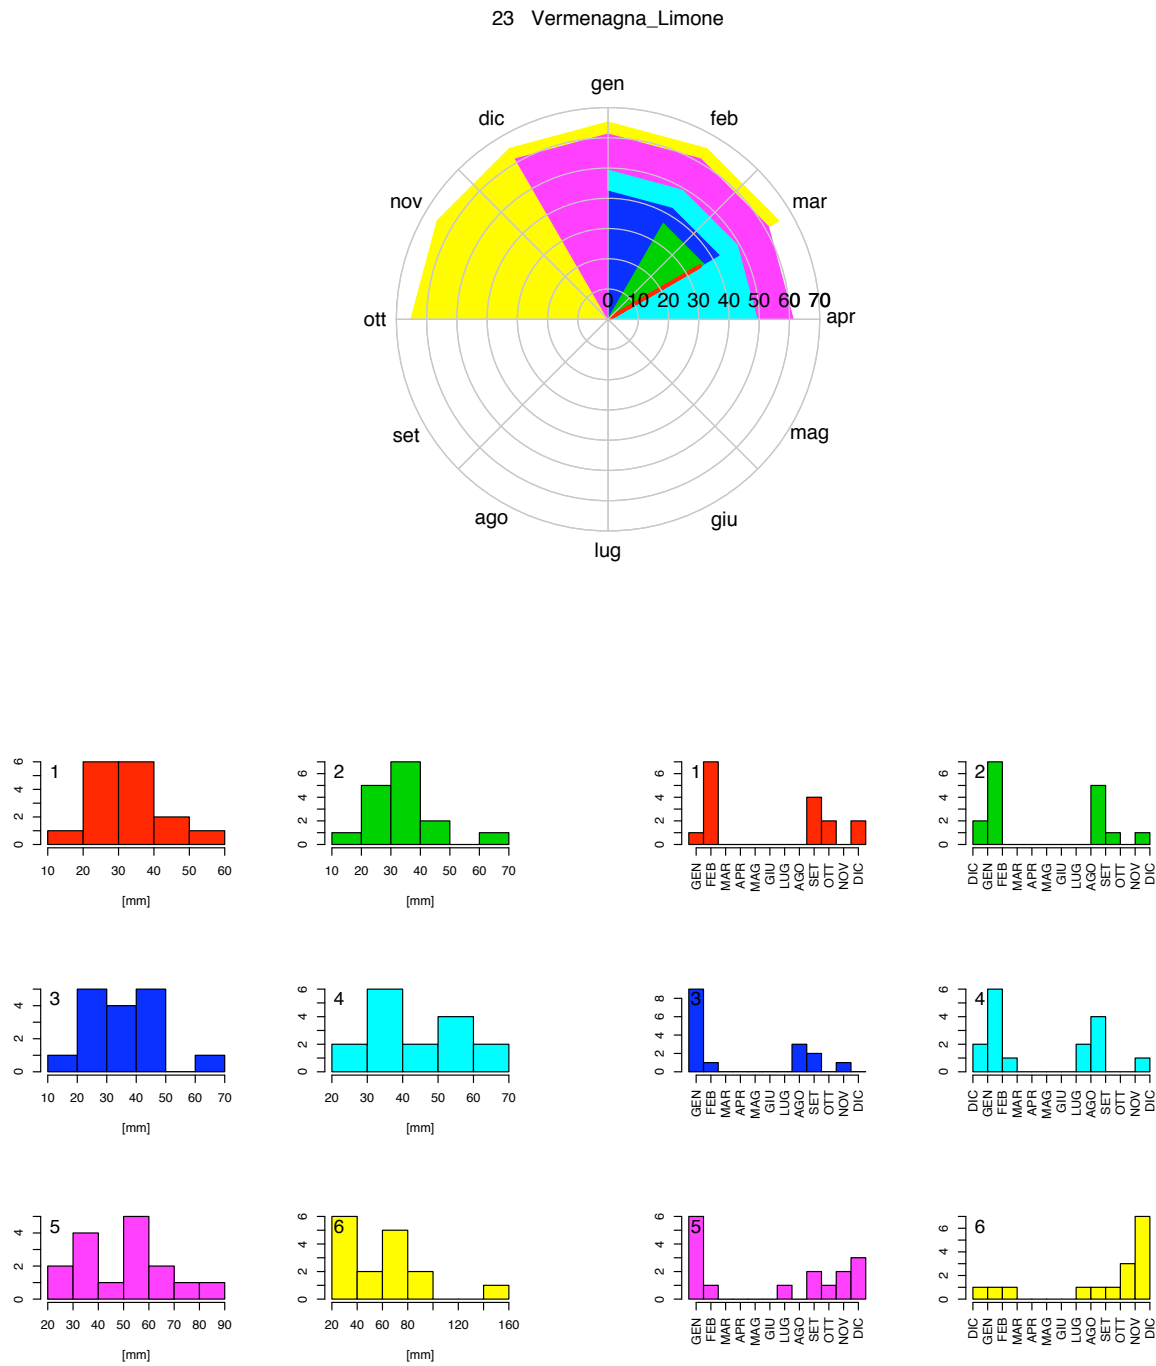 23 Vermenagna_Limone
gen
dic
feb
nov
mar
0 10 20 30 40 50 60 70
ott
apr
set
mag
ago
giu
lug
1
0 2 4 6
10 20 30 40 50 60
[mm]
2
0 2 4 6
10 20 30 40 50 60 70
[mm]
1
0 2 4 6
GEN FEB MAR APR MAG GIU LUG AGO SET OTT NOV DIC
2
0 2 4 6
DIC GEN FEB MAR APR MAG GIU LUG AGO SET OTT NOV DIC
3
0 2 4
10 20 30 40 50 60 70
[mm]
4
0 2 4 6
20 30 40 50 60 70
[mm]
3
0 2 4 6 8
GEN FEB MAR APR MAG GIU LUG AGO SET OTT NOV DIC
4
0 2 4 6
DIC GEN FEB MAR APR MAG GIU LUG AGO SET OTT NOV DIC
5
0 2 4
20 30 40 50 60 70 80 90
[mm]
6
0 2 4 6
20 40 60 80 120 160
[mm]
5
0 2 4 6
GEN FEB MAR APR MAG GIU LUG AGO SET OTT NOV DIC
6
0 2 4 6
DIC GEN FEB MAR APR MAG GIU LUG AGO SET OTT NOV DIC